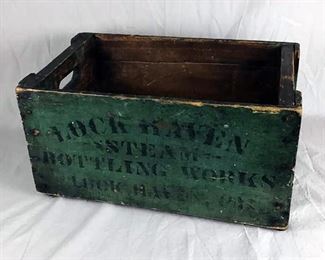 LOCK HAVEN
STEAM
BOTTLING WORKS
LOCK HAVEN, PA.